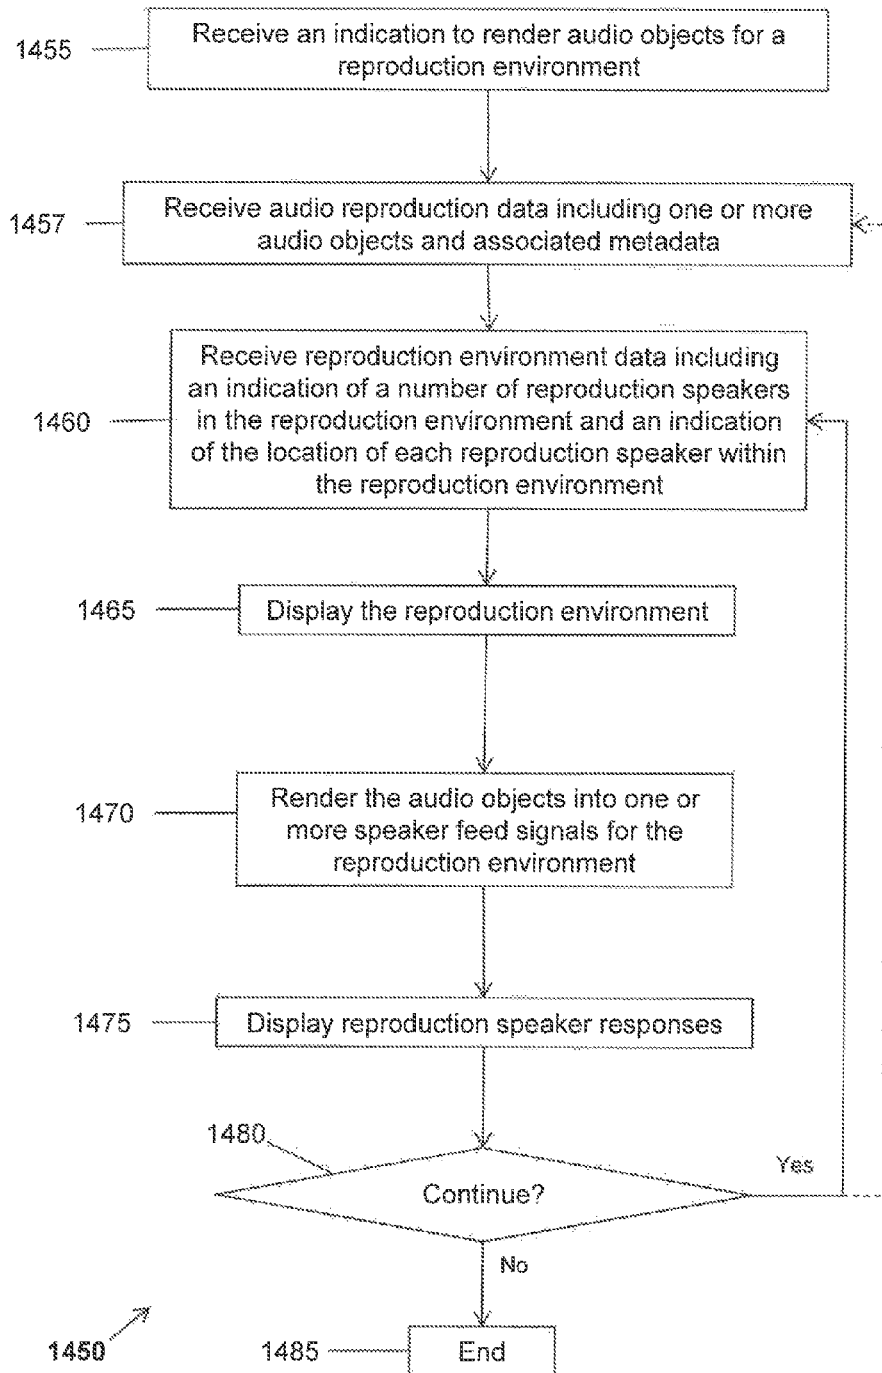 1455
Receive an indication to render audio objects for a
reproduction environment
1457
Receive audio reproduction data including one or more
audio objects and associated metadata
1460
Receive reproduction environment data including
an indication of a number of reproduction speakers
in the reproduction environment and an indication
of the location of each reproduction speaker within
the reproduction environment
1465
Display the reproduction environment
1470
Render the audio objects into one or
more speaker feed signals for the
reproduction environment
1475
Display reproduction speaker responses
1480
Continue?
Yes
No
1450
1485
End